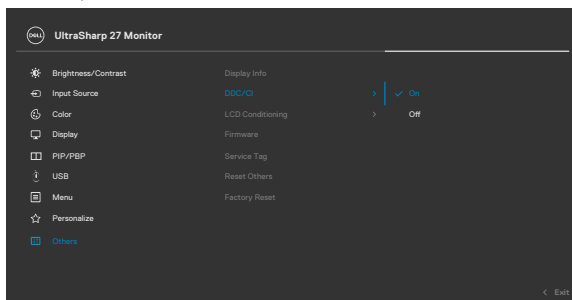 DELL UltraSharp 27 Monitor
Brightness/Contrast
Input Source
Color
Display
PIP/PBP
USB
Menu
Personalize
Others
Display Info
DDC/CI
LCD Conditioning
Firmware
Service Tag
Reset Others
Factory Reset
On
Off
Exit